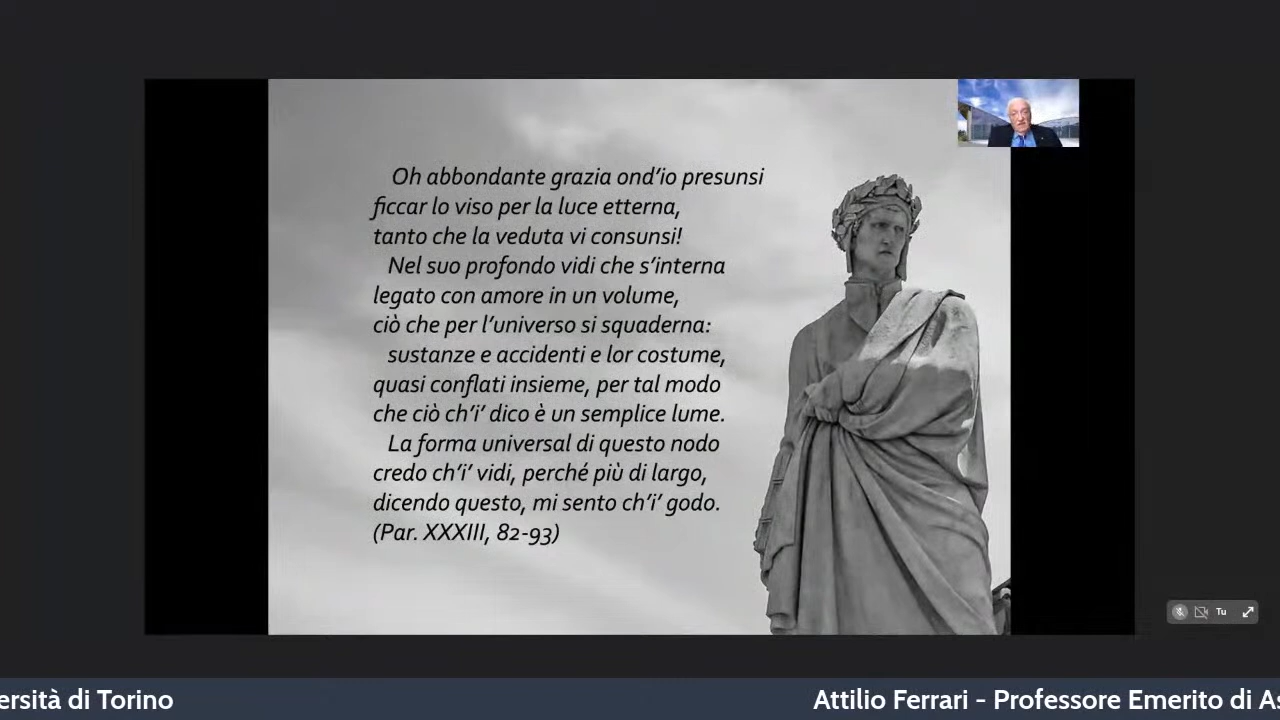 Oh abbondante grazia ond’io presunsi
ficcar lo viso per la luce etterna,
tanto che la veduta vi consunsi!
Nel suo profondo vidi che s’interna
legato con amore in un volume,
ciò che per l’universo si squaderna:
sustanze e accidenti e lor costume,
quasi conflati insieme, per tal modo
che ciò ch’i’ dico è un semplice lume.
La forma universal di questo nodo
credo ch’i’ vidi, perché più di largo,
dicendo questo, mi sento ch’i’ godo.
(Par. XXXIII, 82-93)
Tu
ersità di Torino
Attilio Ferrari - Professore Emerito di As